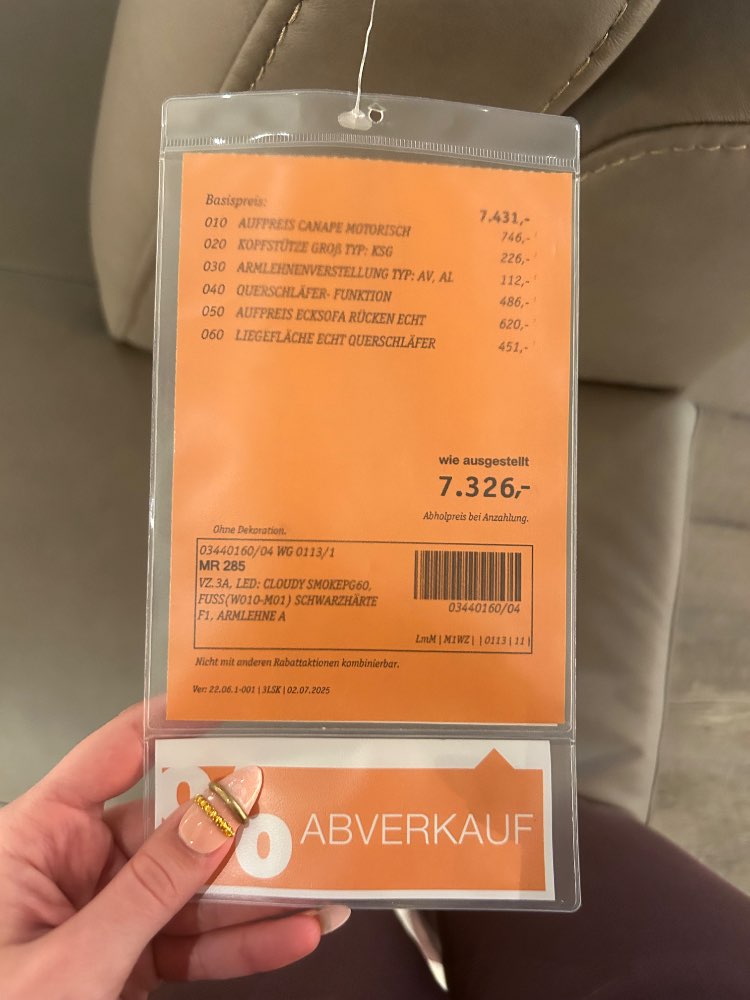 Basispreis: 7.431,-
010 AUFPREIS CANAPE MOTORISCH 746,-
020 KOPFSTÜTZE GROß TYP: KSG 226,-
030 ARMLEHNENVERSTELLUNG TYP: AV, AL 112,-
040 QUERSCHLÄFER- FUNKTION 486,-
050 AUFPREIS ECKSOFA RÜCKEN ECHT 620,-
060 LIEGEFLÄCHE ECHT QUERSCHLÄFER 451,-
wie ausgestellt
7.326,-
Abholpreis bei Anzahlung.
Ohne Dekoration.
03440160/04 WG 0113/1
MR 285
VZ.3A, LED: CLOUDY SMOKEPG60,
FUSS(W010-M01) SCHWARZHÄRTE
F1, ARMLEHNE A
03440160/04
LmM | M1WZ | | 0113 | 11 |
Nicht mit anderen Rabattaktionen kombinierbar.
Ver: 22.06.1-001 | 3LSK | 02.07.2025
% ABVERKAUF